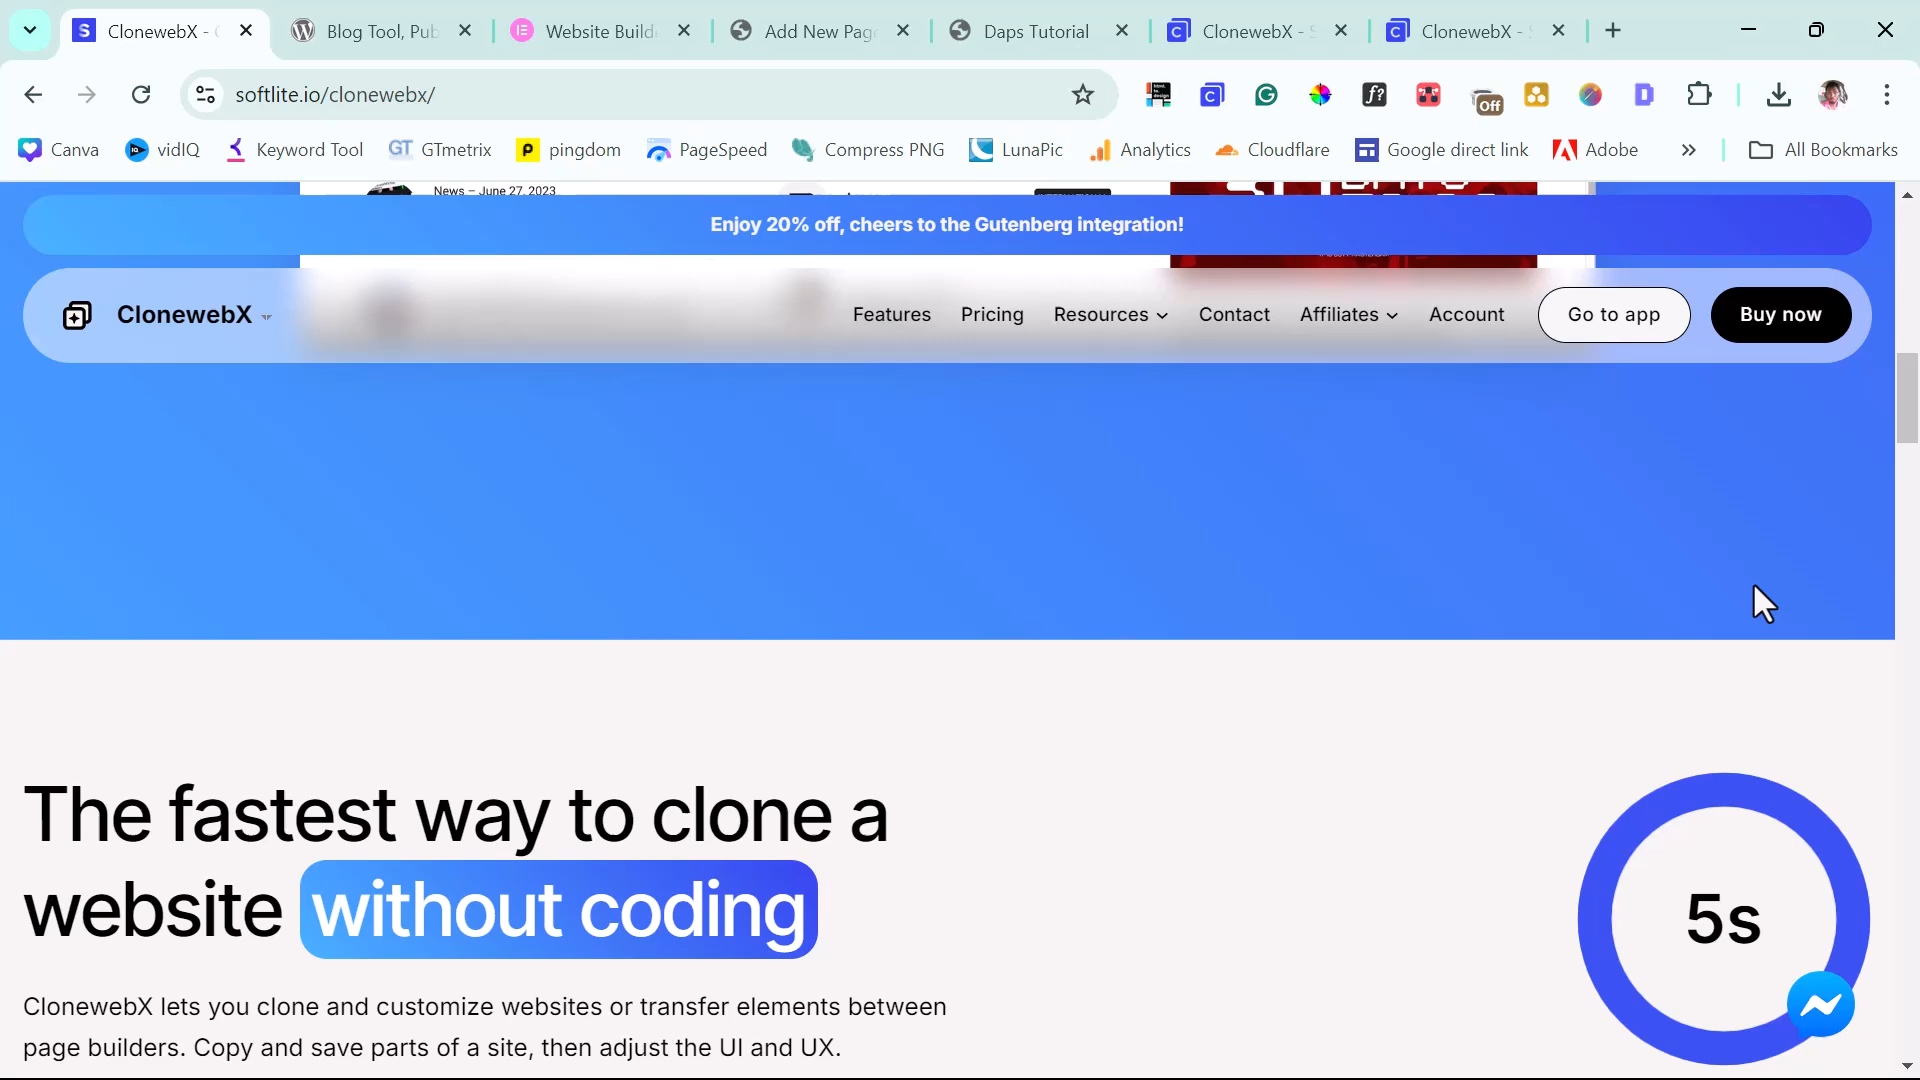 ClonewebX - C
Blog Tool, Pub
Website Build
Add New Page
Daps Tutorial
ClonewebX - S
ClonewebX - S
softlite.io/clonewebx/
Off
Canva
vidIQ
Keyword Tool
GTmetrix
pingdom
PageSpeed
Compress PNG
LunaPic
Analytics
Cloudflare
Google direct link
Adobe
All Bookmarks
News – June 27, 2023
Enjoy 20% off, cheers to the Gutenberg integration!
ClonewebX
Features
Pricing
Resources
Contact
Affiliates
Account
Go to app
Buy now
The fastest way to clone a
website without coding
5s
ClonewebX lets you clone and customize websites or transfer elements between
page builders. Copy and save parts of a site, then adjust the UI and UX.